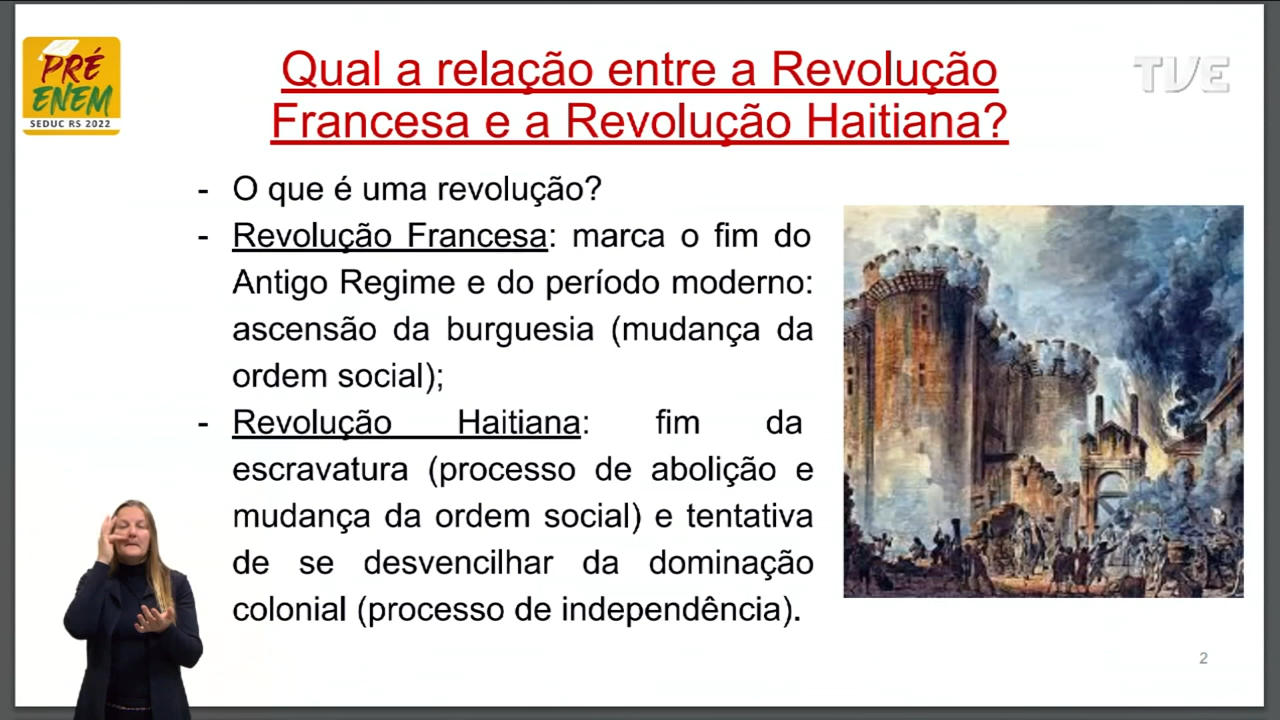 PRÉ
ENEM
SEDUC RS 2022
Qual a relação entre a Revolução
Francesa e a Revolução Haitiana?
TVE
- O que é uma revolução?
- Revolução Francesa: marca o fim do
Antigo Regime e do período moderno:
ascensão da burguesia (mudança da
ordem social);
- Revolução Haitiana: fim da
escravatura (processo de abolição e
mudança da ordem social) e tentativa
de se desvencilhar da dominação
colonial (processo de independência).
2